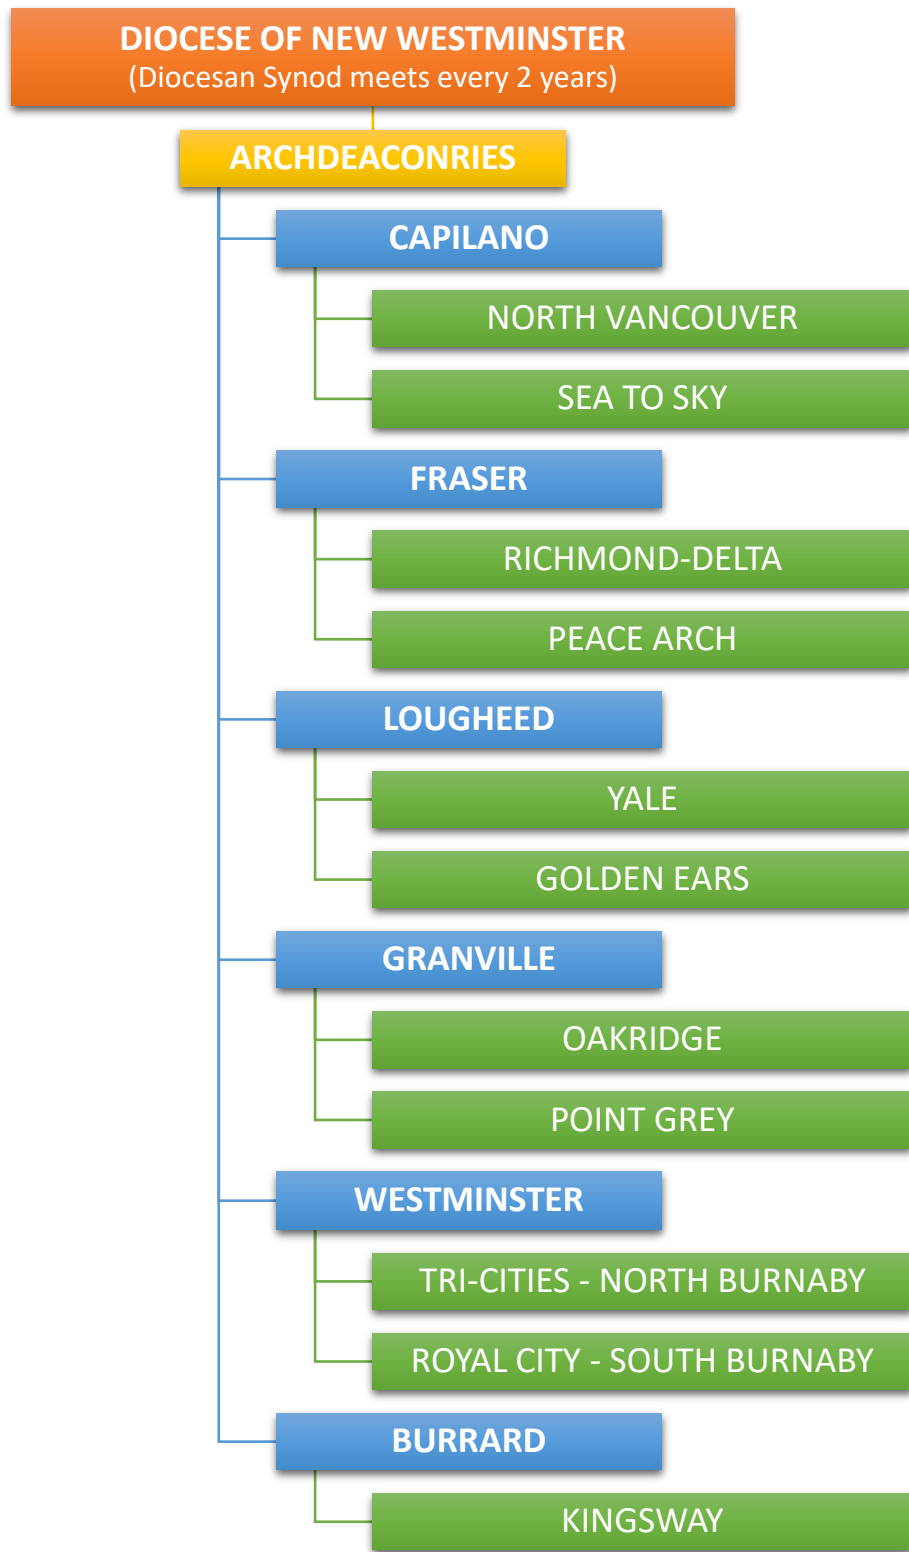 DIOCESE OF NEW WESTMINSTER
(Diocesan Synod meets every 2 years)
ARCHDEACONRIES
CAPILANO
NORTH VANCOUVER
SEA TO SKY
FRASER
RICHMOND-DELTA
PEACE ARCH
LOUGHEED
YALE
GOLDEN EARS
GRANVILLE
OAKRIDGE
POINT GREY
WESTMINSTER
TRI-CITIES - NORTH BURNABY
ROYAL CITY - SOUTH BURNABY
BURRARD
KINGSWAY